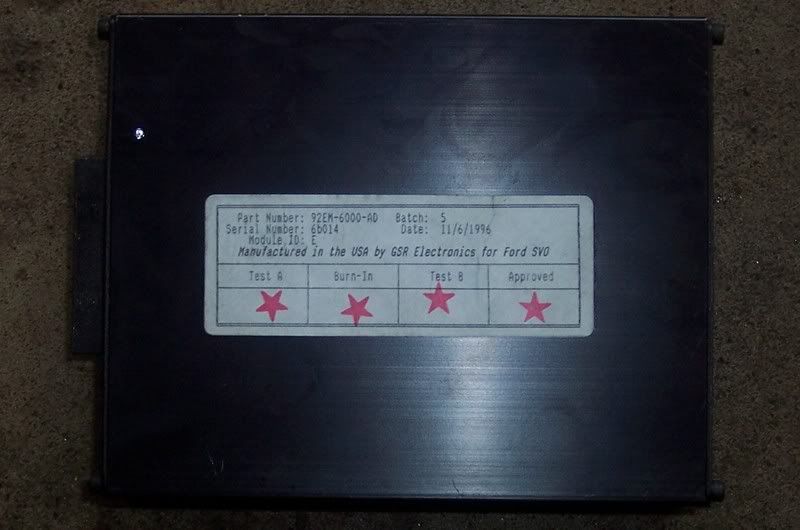 Part Number: 92EM-6000-AD Batch: 5
Serial Number: 6b014 Date: 11/6/1996
Module ID: E
Manufactured in the USA by GSR Electronics for Ford SVO
Test A Burn-In Test B Approved